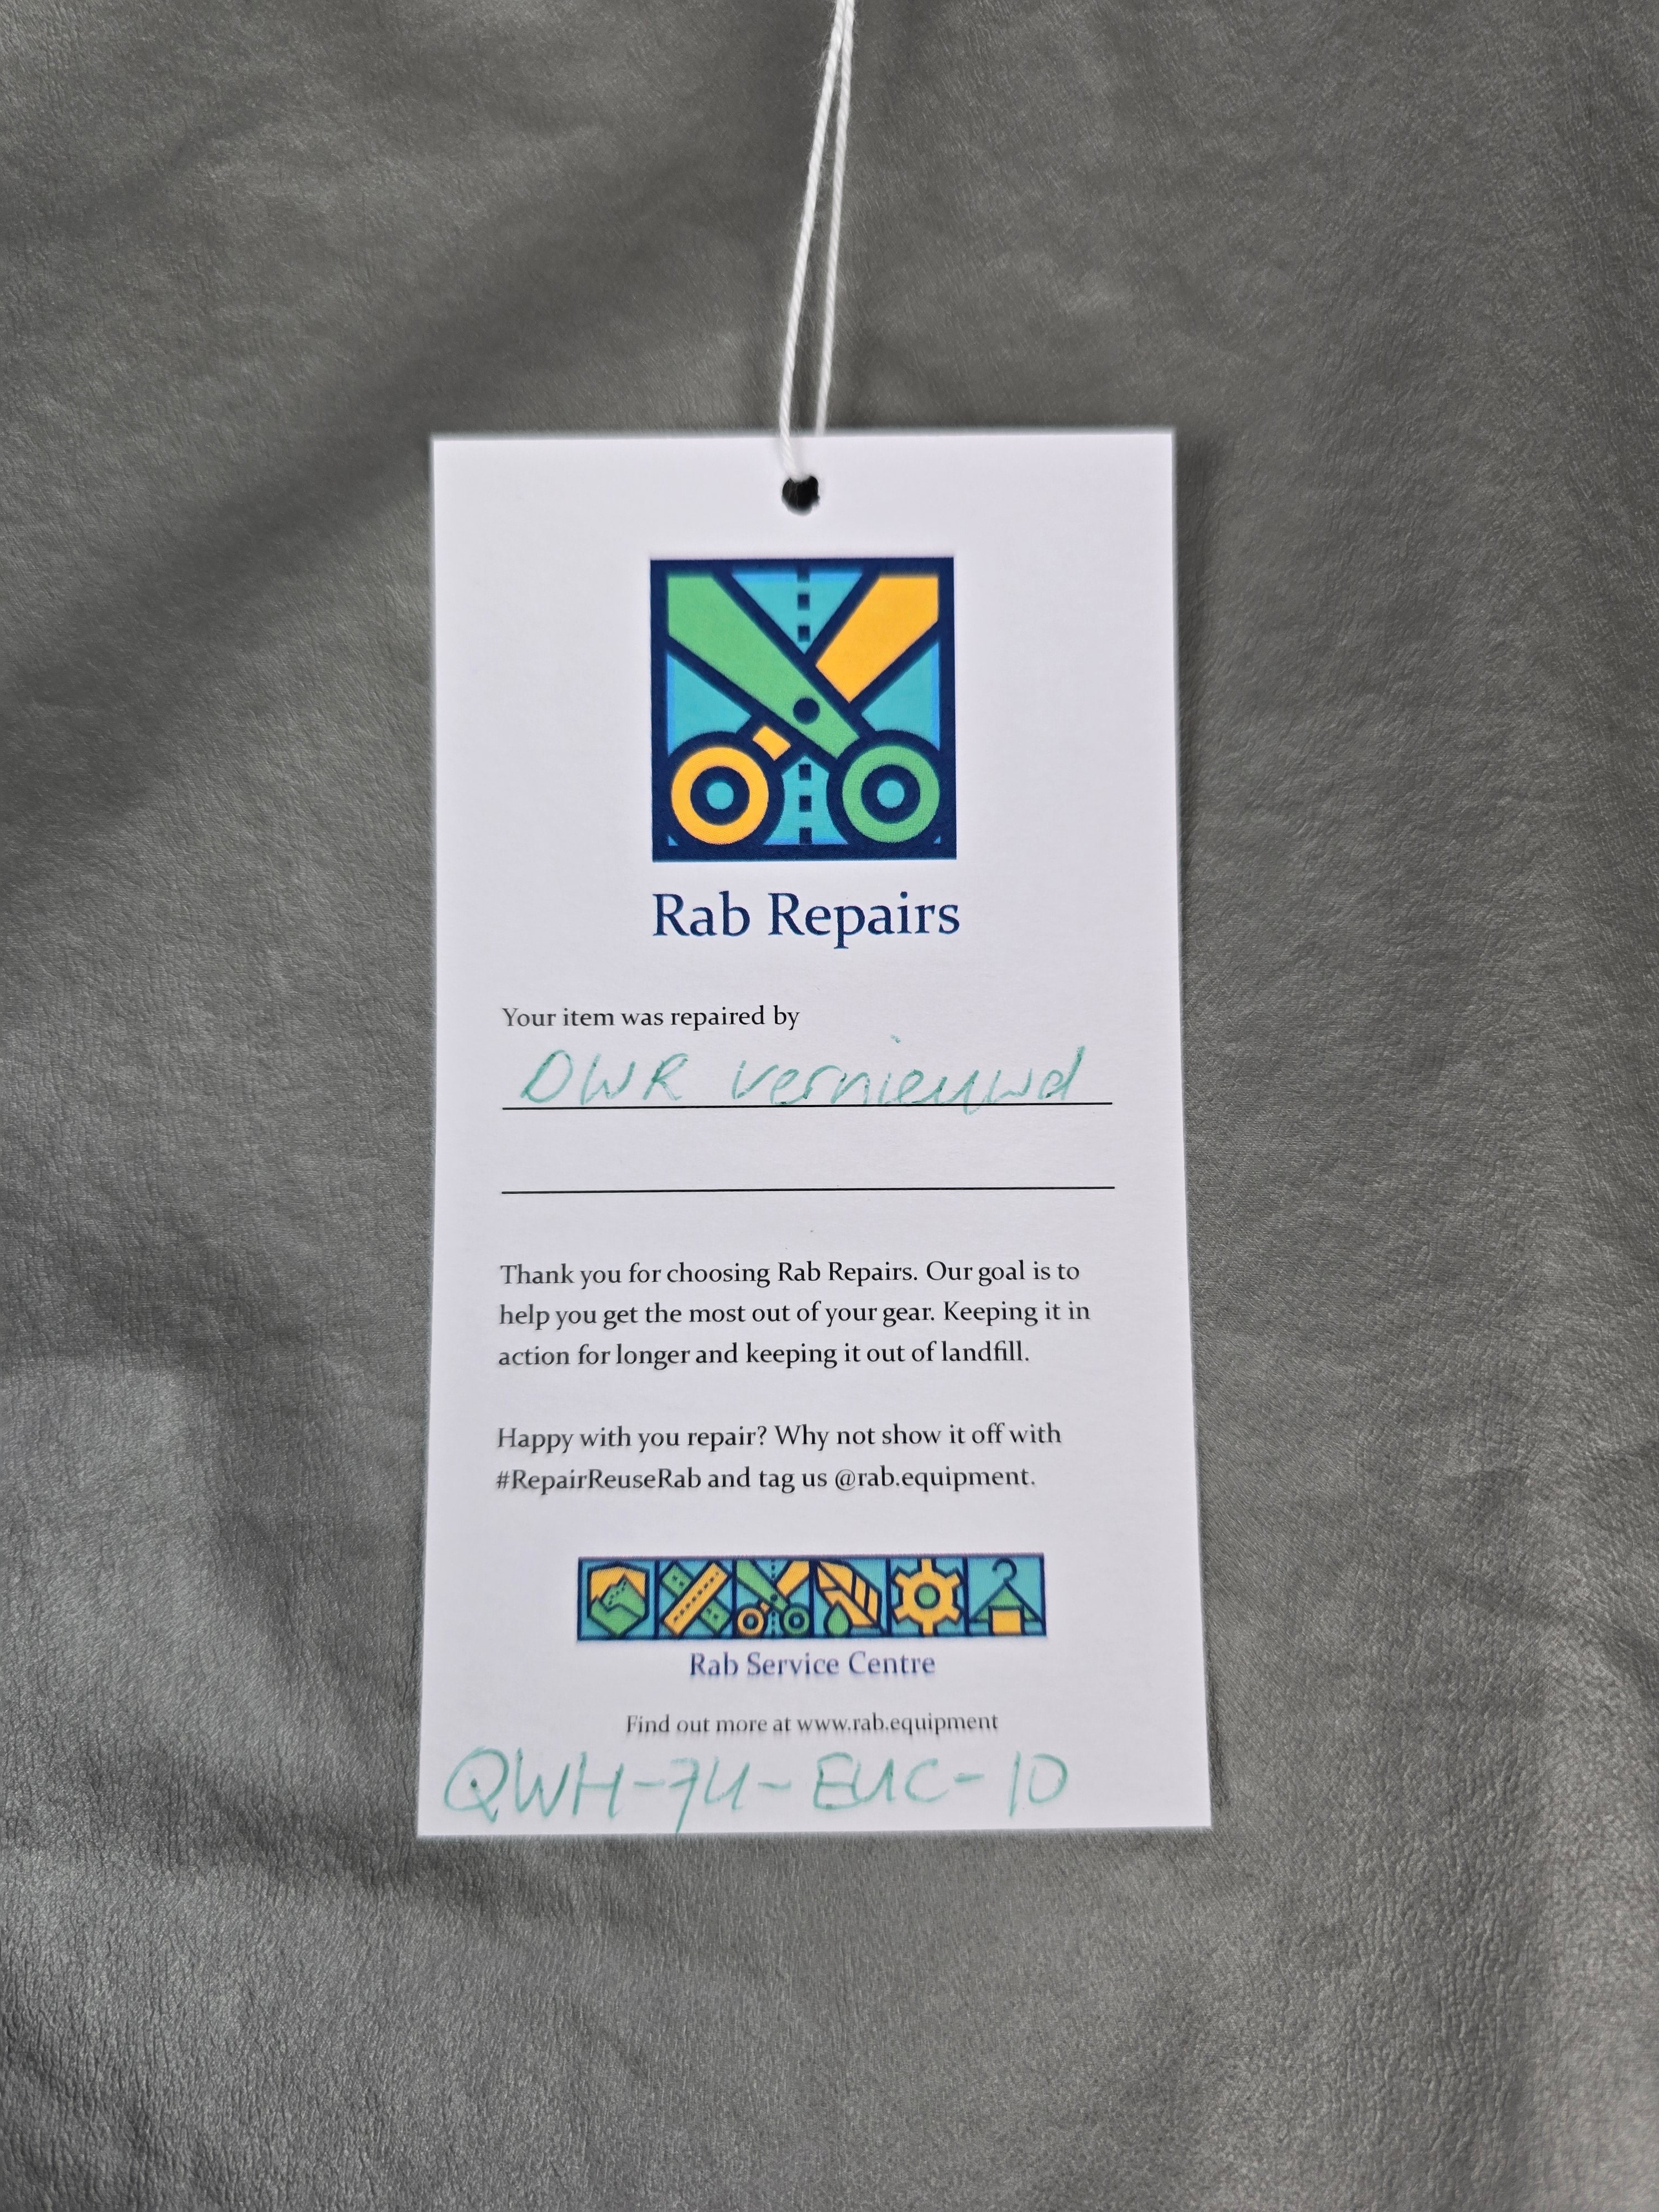 Rab Repairs
Your item was repaired by
DWR vernieuwd
Thank you for choosing Rab Repairs. Our goal is to
help you get the most out of your gear. Keeping it in
action for longer and keeping it out of landfill.
Happy with you repair? Why not show it off with
#RepairReuseRab and tag us @rab.equipment.
Rab Service Centre
Find out more at www.rab.equipment
QWH-74-EUC-10